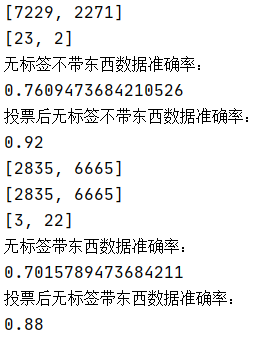 [7229, 2271]
[23, 2]
无标签不带东西数据准确率：
0.7609473684210526
投票后无标签不带东西数据准确率：
0.92
[2835, 6665]
[2835, 6665]
[3, 22]
无标签带东西数据准确率：
0.7015789473684211
投票后无标签带东西数据准确率：
0.88